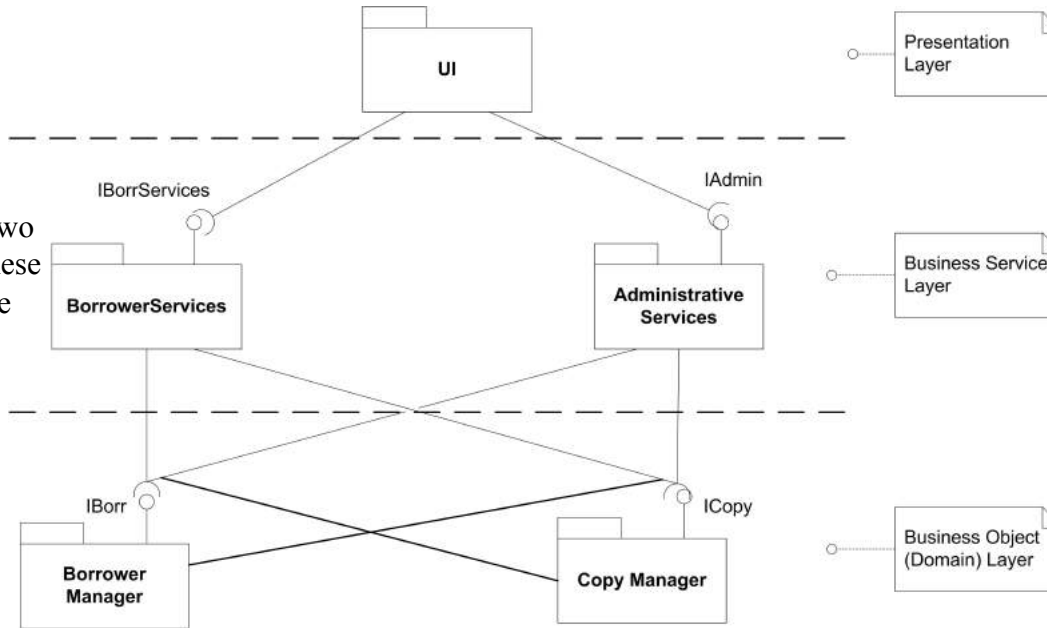 UI
Presentation
Layer
IBorrServices
IAdmin
wo
BorrowerServices
Administrative
Services
Business Service
Layer
IBorr
ICopy
Borrower
Manager
Copy Manager
Business Object
(Domain) Layer